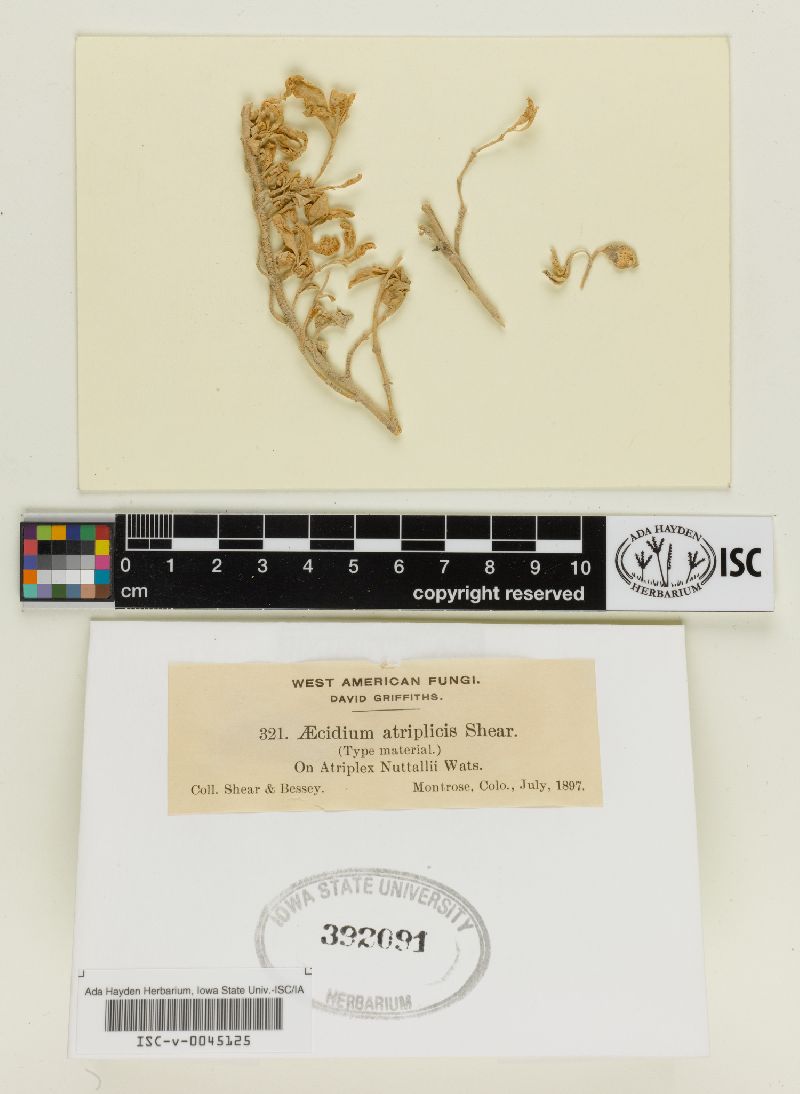 0 1 2 3 4 5 6 7 8 9 10
cm copyright reserved
ADA HAYDEN
HERBARIUM
ISC
WEST AMERICAN FUNGI.
DAVID GRIFFITHS.
321. Æcidium atriplicis Shear.
(Type material.)
On Atriplex Nuttallii Wats.
Coll. Shear & Bessey. Montrose, Colo., July, 1897.
IOWA STATE UNIVERSITY
392091
HERBARIUM
Ada Hayden Herbarium, Iowa State Univ.-ISC/IA
ISC-v-0045125